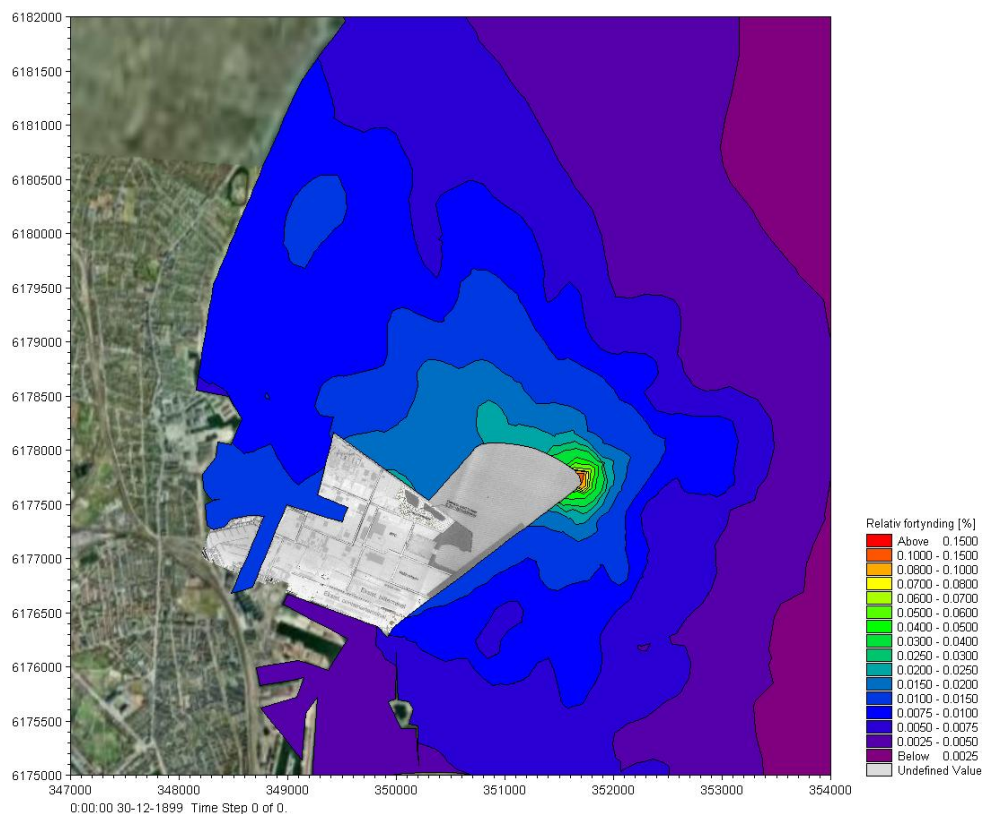 6182000
6181500
6181000
6180500
6180000
6179500
6179000
6178500
6178000
6177500
6177000
6176500
6176000
6175500
6175000
347000 348000 349000 350000 351000 352000 353000 354000
0:00:00 30-12-1899 Time Step 0 of 0.
Relativ fortynding [%]
Above 0.1500
0.1000 - 0.1500
0.0800 - 0.1000
0.0700 - 0.0800
0.0600 - 0.0700
0.0500 - 0.0600
0.0400 - 0.0500
0.0300 - 0.0400
0.0250 - 0.0300
0.0200 - 0.0250
0.0150 - 0.0200
0.0100 - 0.0150
0.0075 - 0.0100
0.0050 - 0.0075
0.0025 - 0.0050
Below 0.0025
Undefined Value